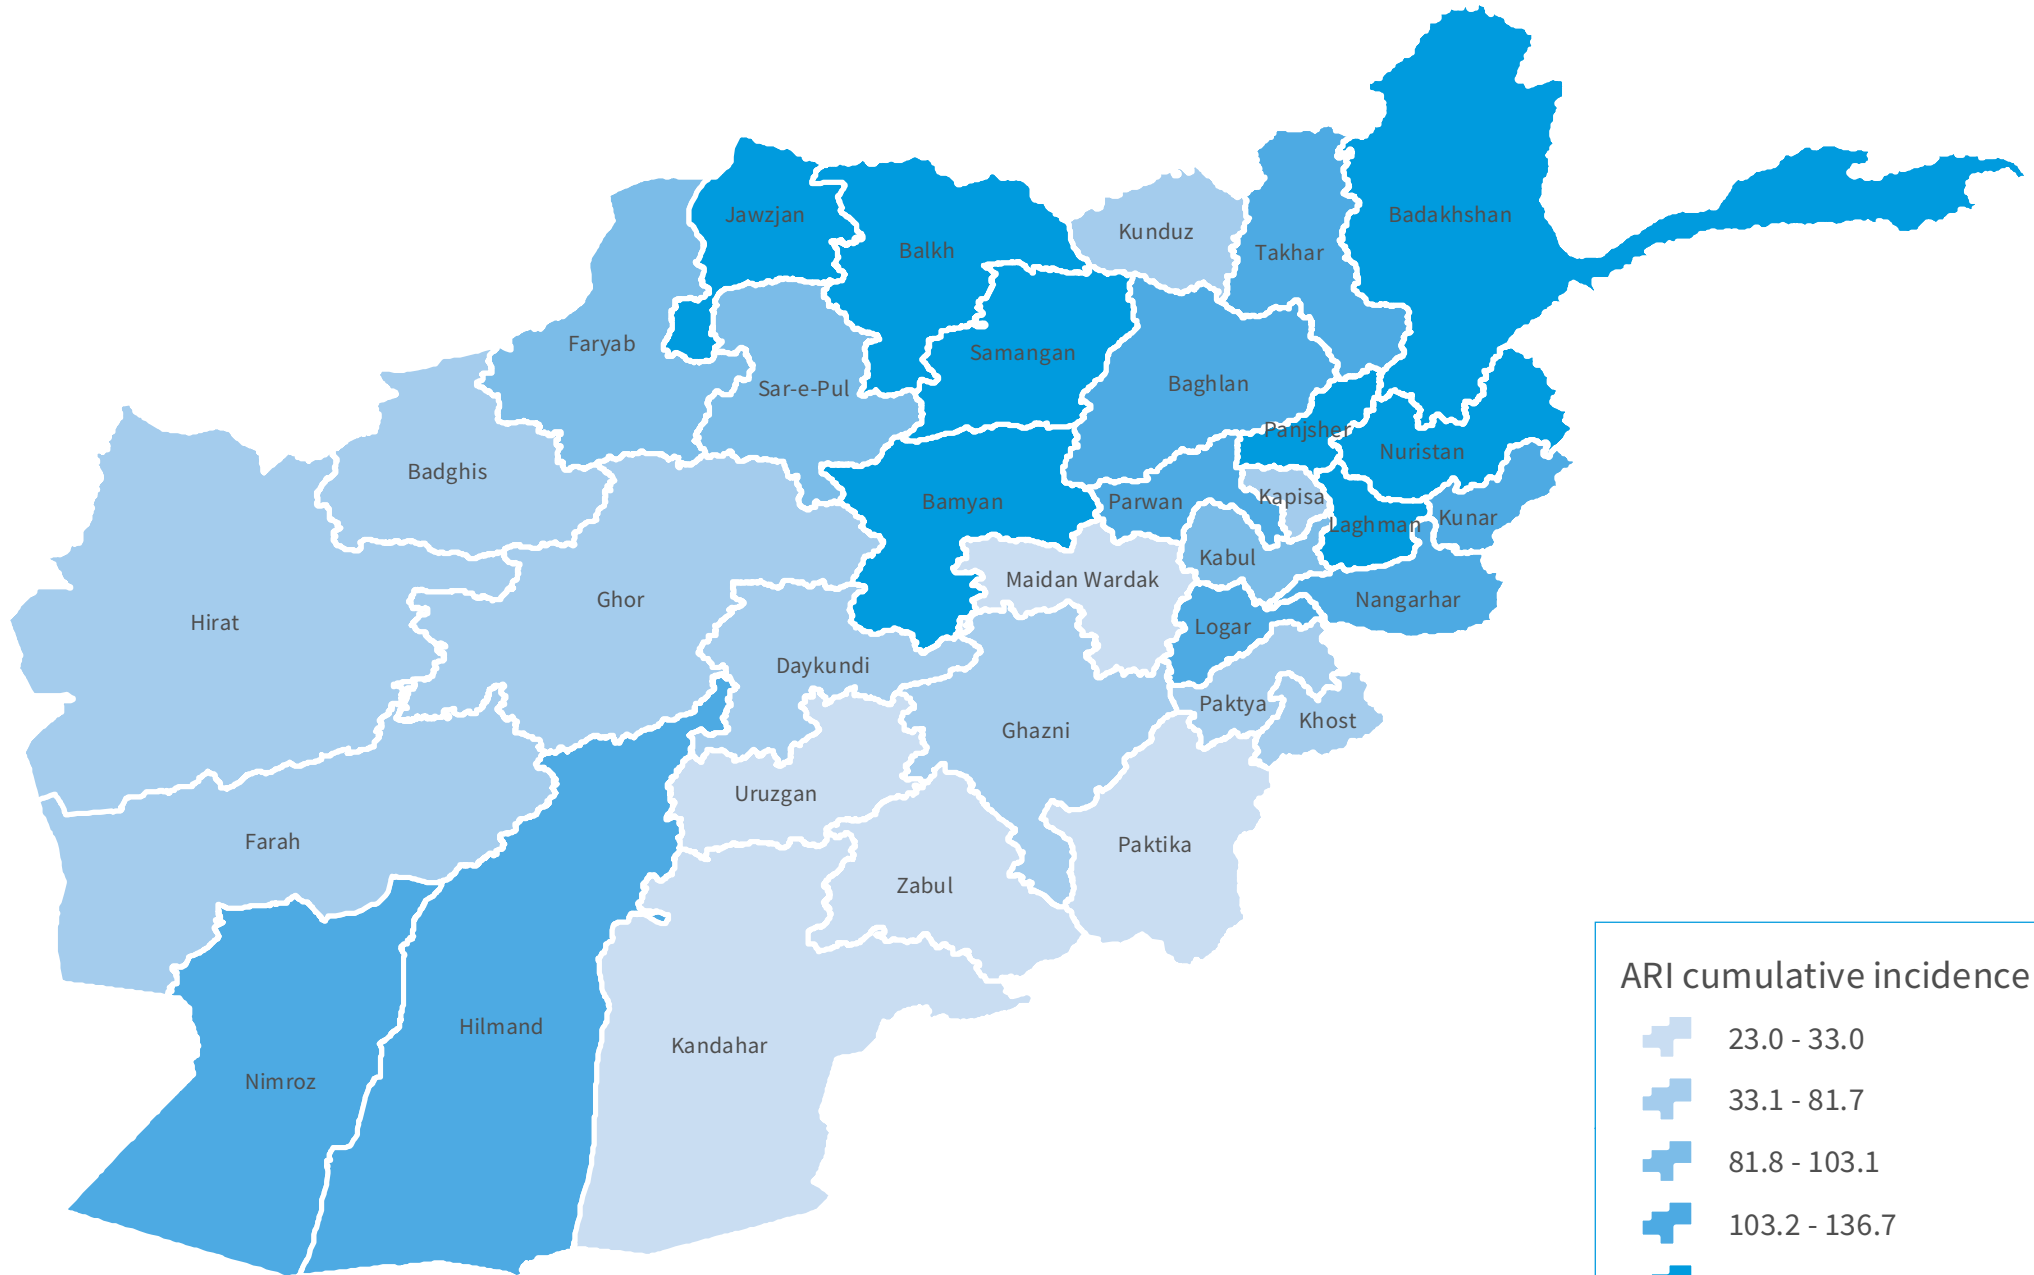 Jawzjan
Balkh
Kunduz
Takhar
Badakhshan
Faryab
Samangan
Sar-e-Pul
Baghlan
Panjsher
Nuristan
Badghis
Bamyan
Parwan
Kapisa
Laghman
Kunar
Kabul
Maidan Wardak
Ghor
Nangarhar
Hirat
Logar
Daykundi
Paktya
Khost
Ghazni
Uruzgan
Farah
Paktika
Zabul
Hilmand
Kandahar
Nimroz
ARI cumulative incidence
23.0 - 33.0
33.1 - 81.7
81.8 - 103.1
103.2 - 136.7